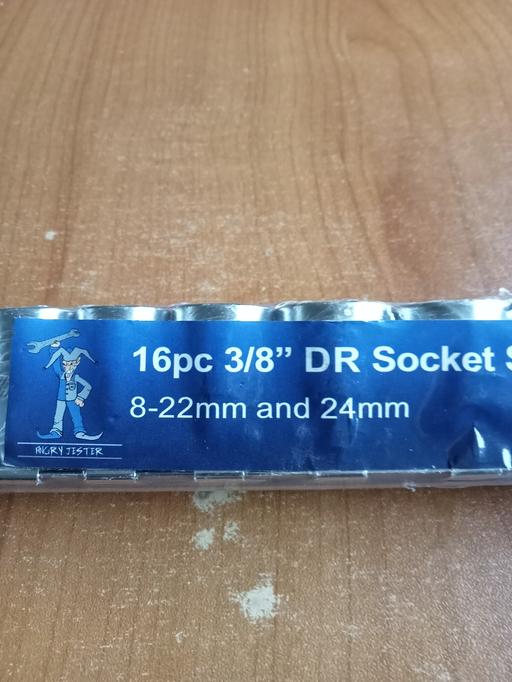 16pc 3/8” DR Socket S
8-22mm and 24mm
ANGRY JESTER